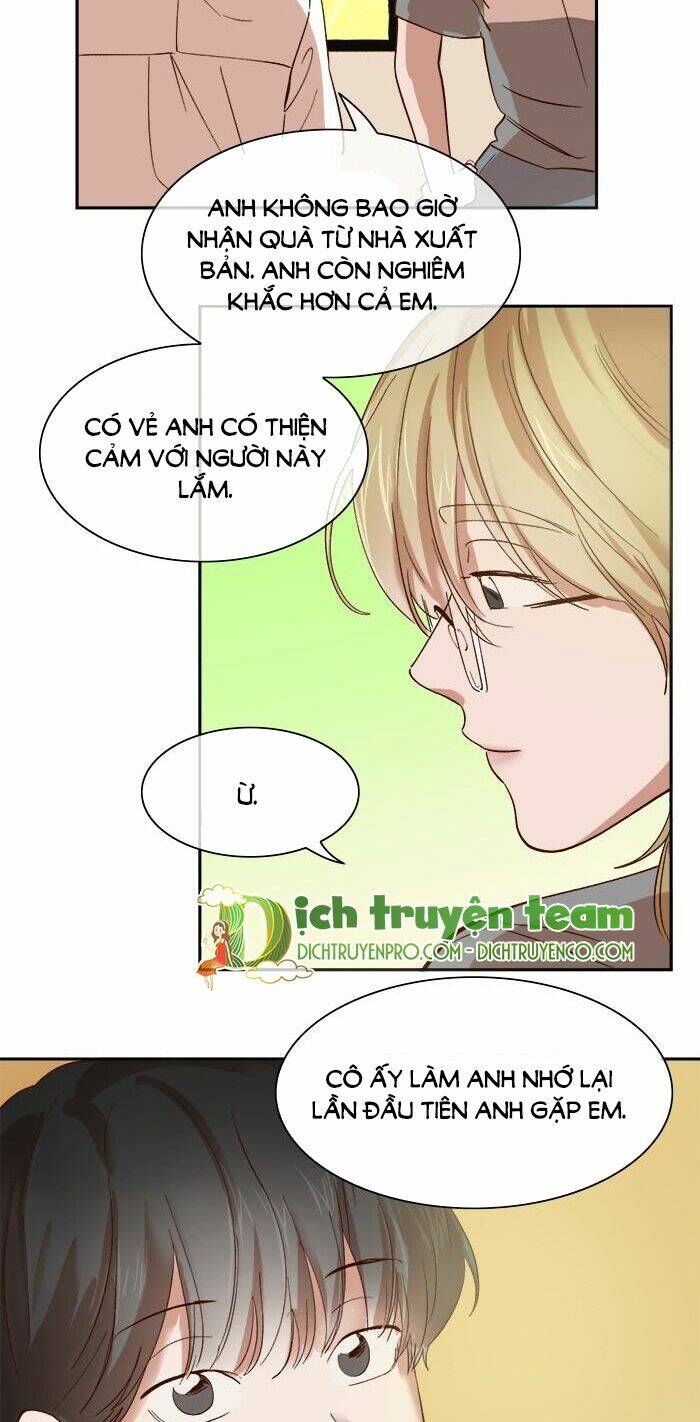 ANH KHÔNG BAO GIỜ
NHẬN QUÀ TỪ NHÀ XUẤT
BẢN. ANH CÒN NGHIÊM
KHẮC HƠN CẢ EM.
CÓ VẺ ANH CÓ THIỆN
CẢM VỚI NGƯỜI NÀY
LẮM.
Ừ.
Dịch truyện team
DICHTRUYENPRO.COM - DICHTRUYENCO.COM
CÔ ẤY LÀM ANH NHỚ LẠI
LẦN ĐẦU TIÊN ANH GẶP EM.